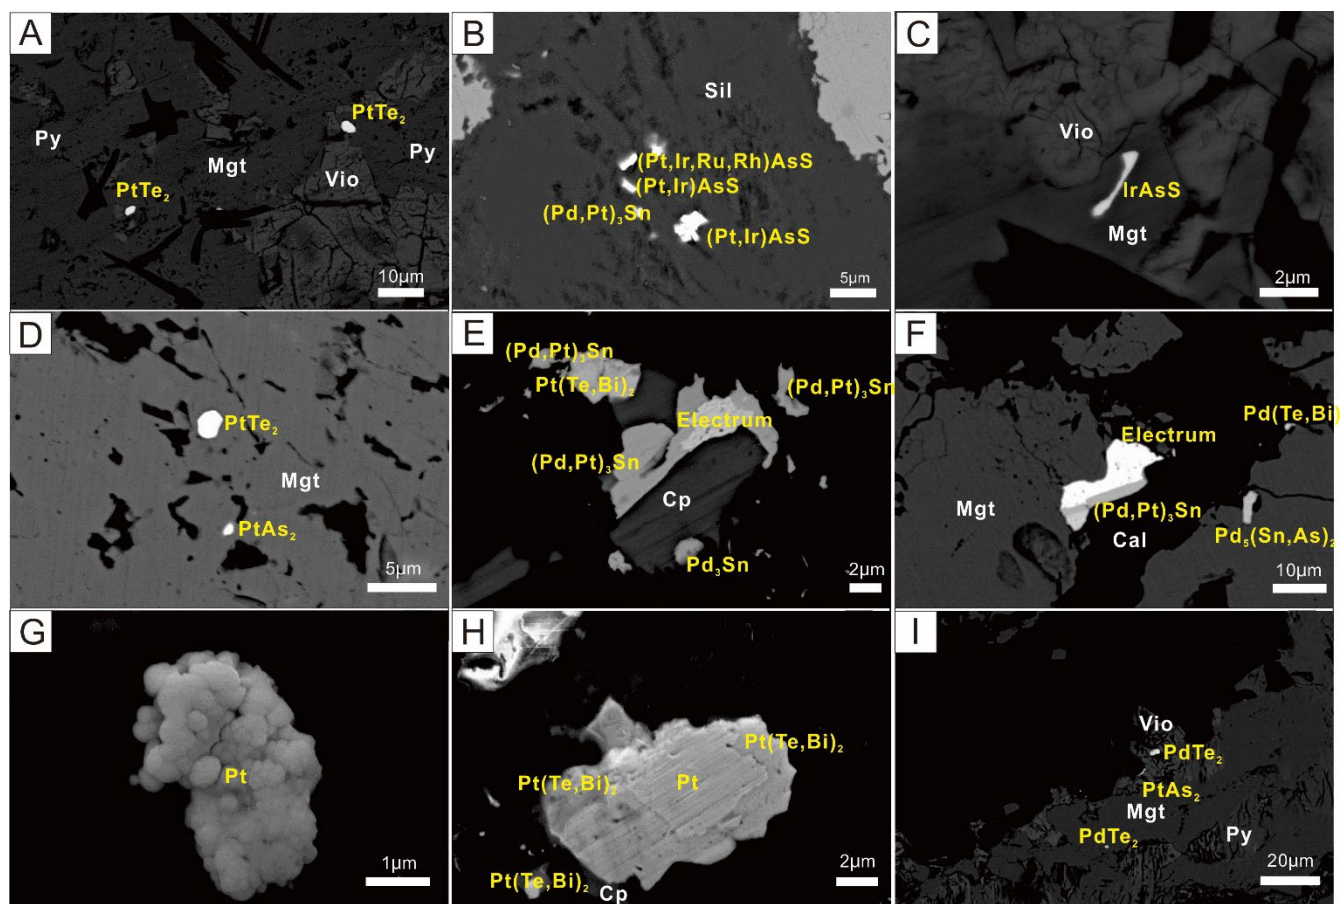 A
PtTe₂
Py
Mgt
Py
Vio
PtTe₂
10μm
B
Sil
(Pt,Ir,Ru,Rh)AsS
(Pt,Ir)AsS
(Pd,Pt)₃Sn
(Pt,Ir)AsS
5μm
C
Vio
IrAsS
Mgt
2μm
D
PtTe₂
Mgt
PtAs₂
5μm
E
(Pd,Pt)₃Sn
Pt(Te,Bi)₂
(Pd,Pt)₃Sn
Electrum
(Pd,Pt)₃Sn
Cp
Pd₃Sn
2μm
F
Pd(Te,Bi)
Electrum
Mgt
(Pd,Pt)₃Sn
Cal
Pd₅(Sn,As)₂
10μm
G
Pt
1μm
H
Pt(Te,Bi)₂
Pt(Te,Bi)₂
Pt
Pt(Te,Bi)₂
Cp
2μm
I
Vio
PdTe₂
PtAs₂
Mgt
PdTe₂
Py
20μm